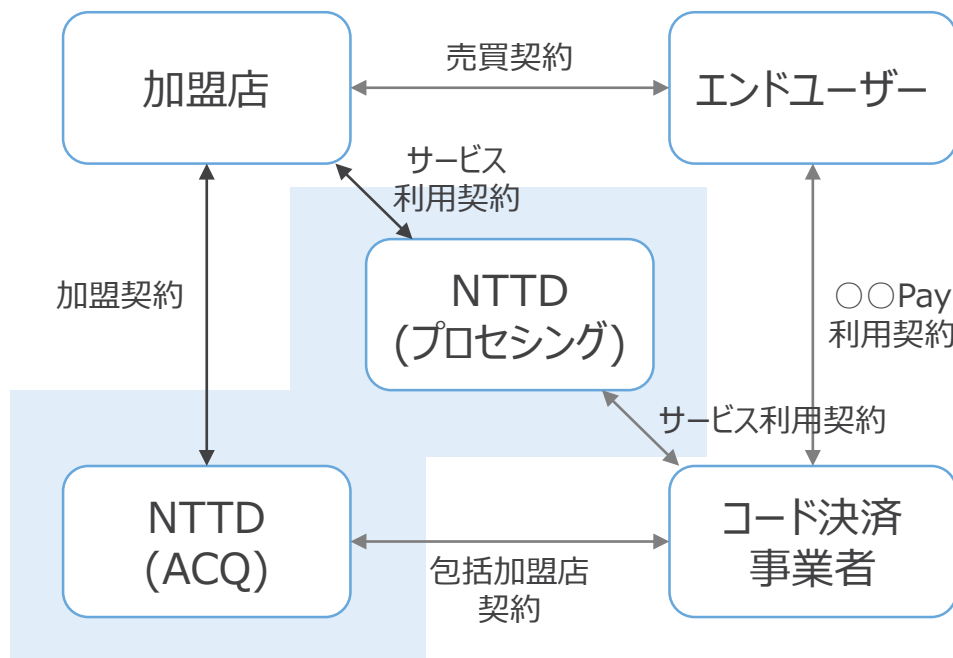 加盟店
売買契約
エンドユーザー
サービス
利用契約
NTTD
(プロセシング)
加盟契約
○○Pay
利用契約
サービス利用契約
NTTD
(ACQ)
包括加盟店
契約
コード決済
事業者